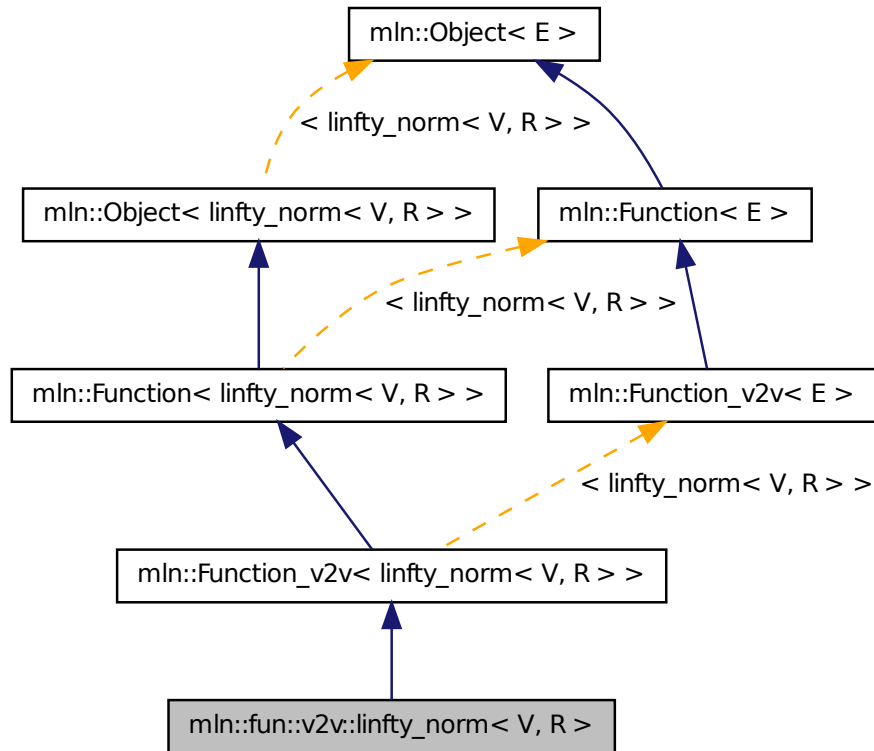 mln::Object< E >
< linfty_norm< V, R > >
mln::Object< linfty_norm< V, R > >
mln::Function< E >
< linfty_norm< V, R > >
mln::Function< linfty_norm< V, R > >
mln::Function_v2v< E >
< linfty_norm< V, R > >
mln::Function_v2v< linfty_norm< V, R > >
mln::fun::v2v::linfty_norm< V, R >